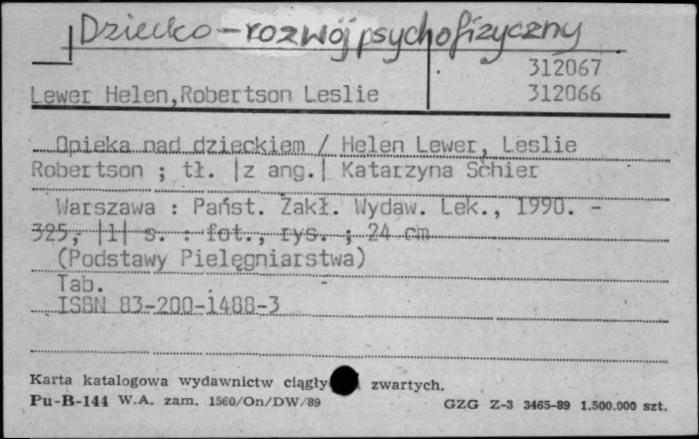 Dziecko – rozwój psychofizyczny
312067
Lewer Helen,Robertson Leslie 312066
Opieka nad dzieckiem / Helen Lewer, Leslie
Robertson ; tł. |z ang.| Katarzyna Schier
Warszawa : Państ. Zakł. Wydaw. Lek., 1990. -
325, |1| s. : fot., rys. ; 24 cm
(Podstawy Pielęgniarstwa)
Tab.
ISBN 83-200-1488-3
Karta katalogowa wydawnictw ciągły zwartych.
Pu-B-144 W.A. zam. 1560/On/DW/89 GZG Z-3 3465-89 1.500.000 szt.